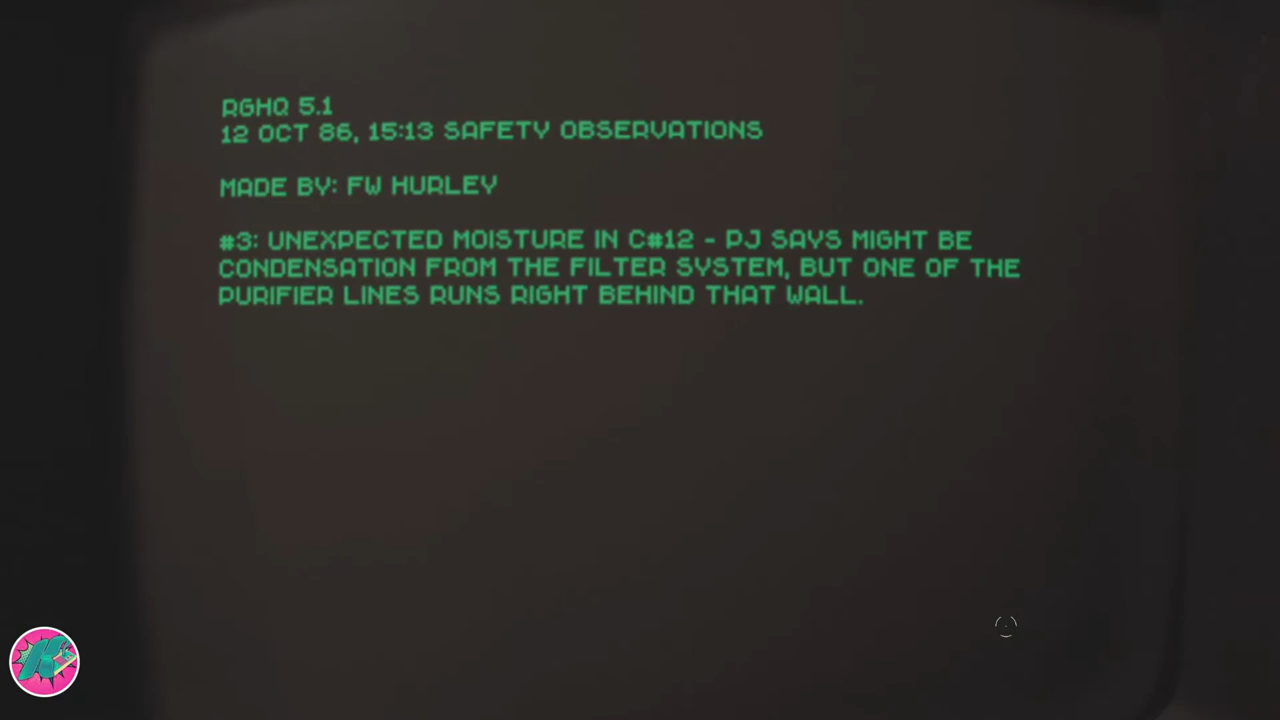 RGHQ 5.1
12 OCT 86, 15:13 SAFETY OBSERVATIONS
MADE BY: FW HURLEY
#3: UNEXPECTED MOISTURE IN C#12 - PJ SAYS MIGHT BE
CONDENSATION FROM THE FILTER SYSTEM, BUT ONE OF THE
PURIFIER LINES RUNS RIGHT BEHIND THAT WALL.